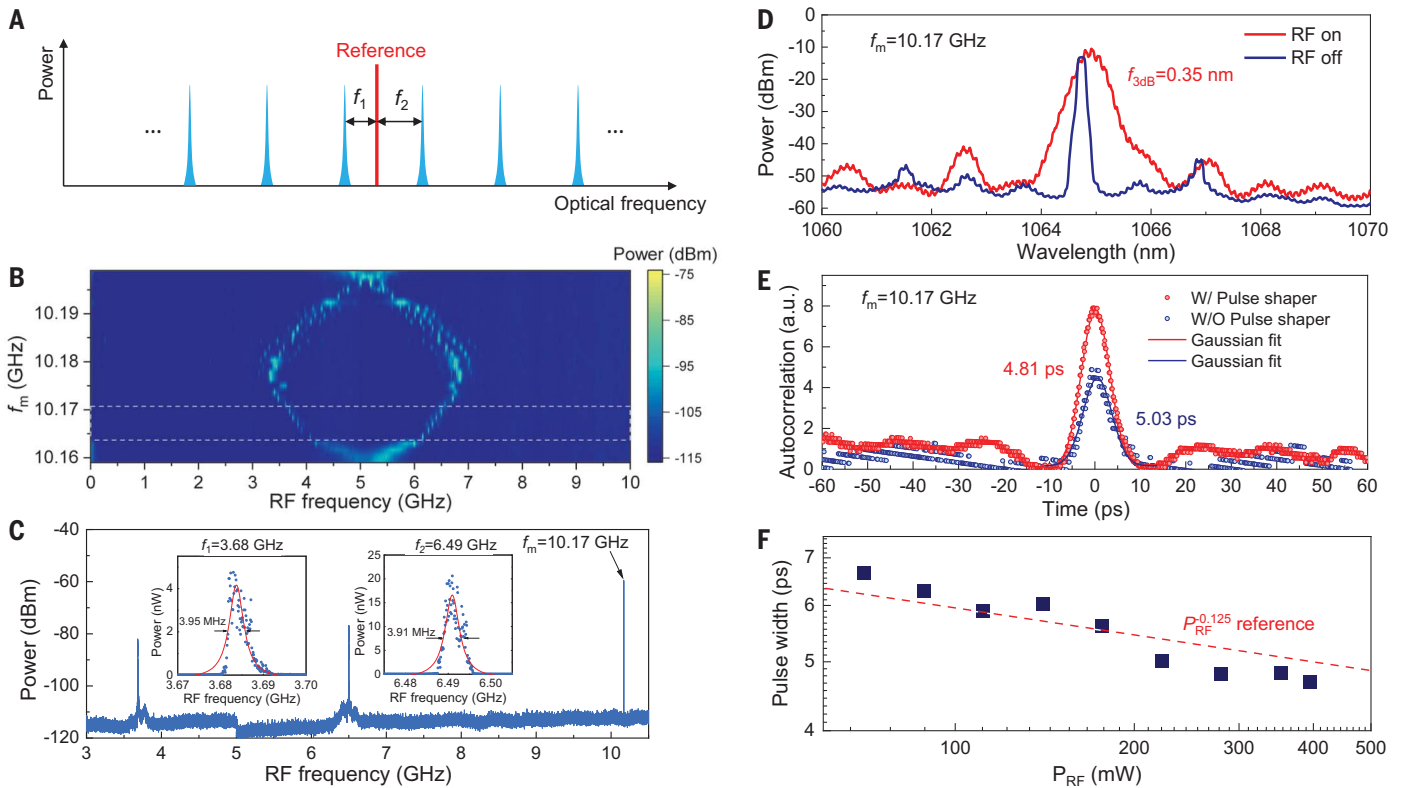 A
Power
Reference
f1
f2
...
...
Optical frequency
B
Power (dBm)
fm (GHz)
10.19
10.18
10.17
10.16
-75
-85
-95
-105
-115
0 1 2 3 4 5 6 7 8 9 10
RF frequency (GHz)
C
Power (dBm)
-40
-60
-80
-100
-120
f1=3.68 GHz
Power (nW)
4
2
0
3.95 MHz
3.67 3.68 3.69 3.70
RF frequency (GHz)
f2=6.49 GHz
Power (nW)
25
20
15
10
5
0
3.91 MHz
6.48 6.49 6.50
RF frequency (GHz)
fm=10.17 GHz
3 4 5 6 7 8 9 10
RF frequency (GHz)
D
Power (dBm)
0
-10
-20
-30
-40
-50
-60
fm=10.17 GHz
RF on
RF off
f3dB=0.35 nm
1060 1062 1064 1066 1068 1070
Wavelength (nm)
E
Autocorrelation (a.u.)
8
6
4
2
0
fm=10.17 GHz
W/ Pulse shaper
W/O Pulse shaper
Gaussian fit
Gaussian fit
4.81 ps
5.03 ps
-60 -50 -40 -30 -20 -10 0 10 20 30 40 50 60
Time (ps)
F
Pulse width (ps)
7
6
5
4
PRF-0.125 reference
100 200 300 400 500
PRF (mW)